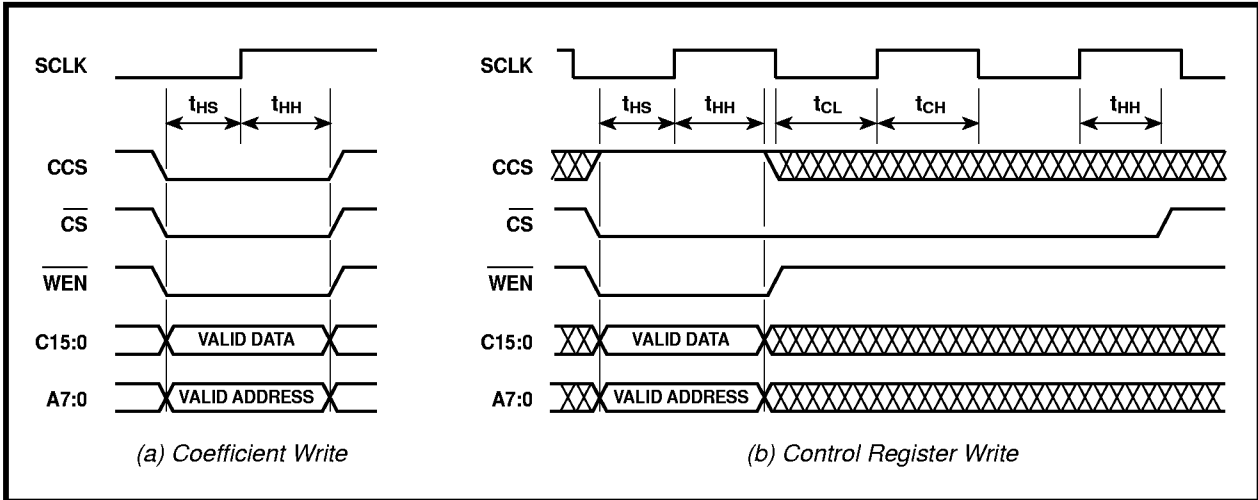 SCLK
tHS
tHH
CCS
CS
WEN
C15:0
VALID DATA
A7:0
VALID ADDRESS
(a) Coefficient Write
SCLK
tHS
tHH
tCL
tCH
tHH
CCS
CS
WEN
C15:0
VALID DATA
A7:0
VALID ADDRESS
(b) Control Register Write